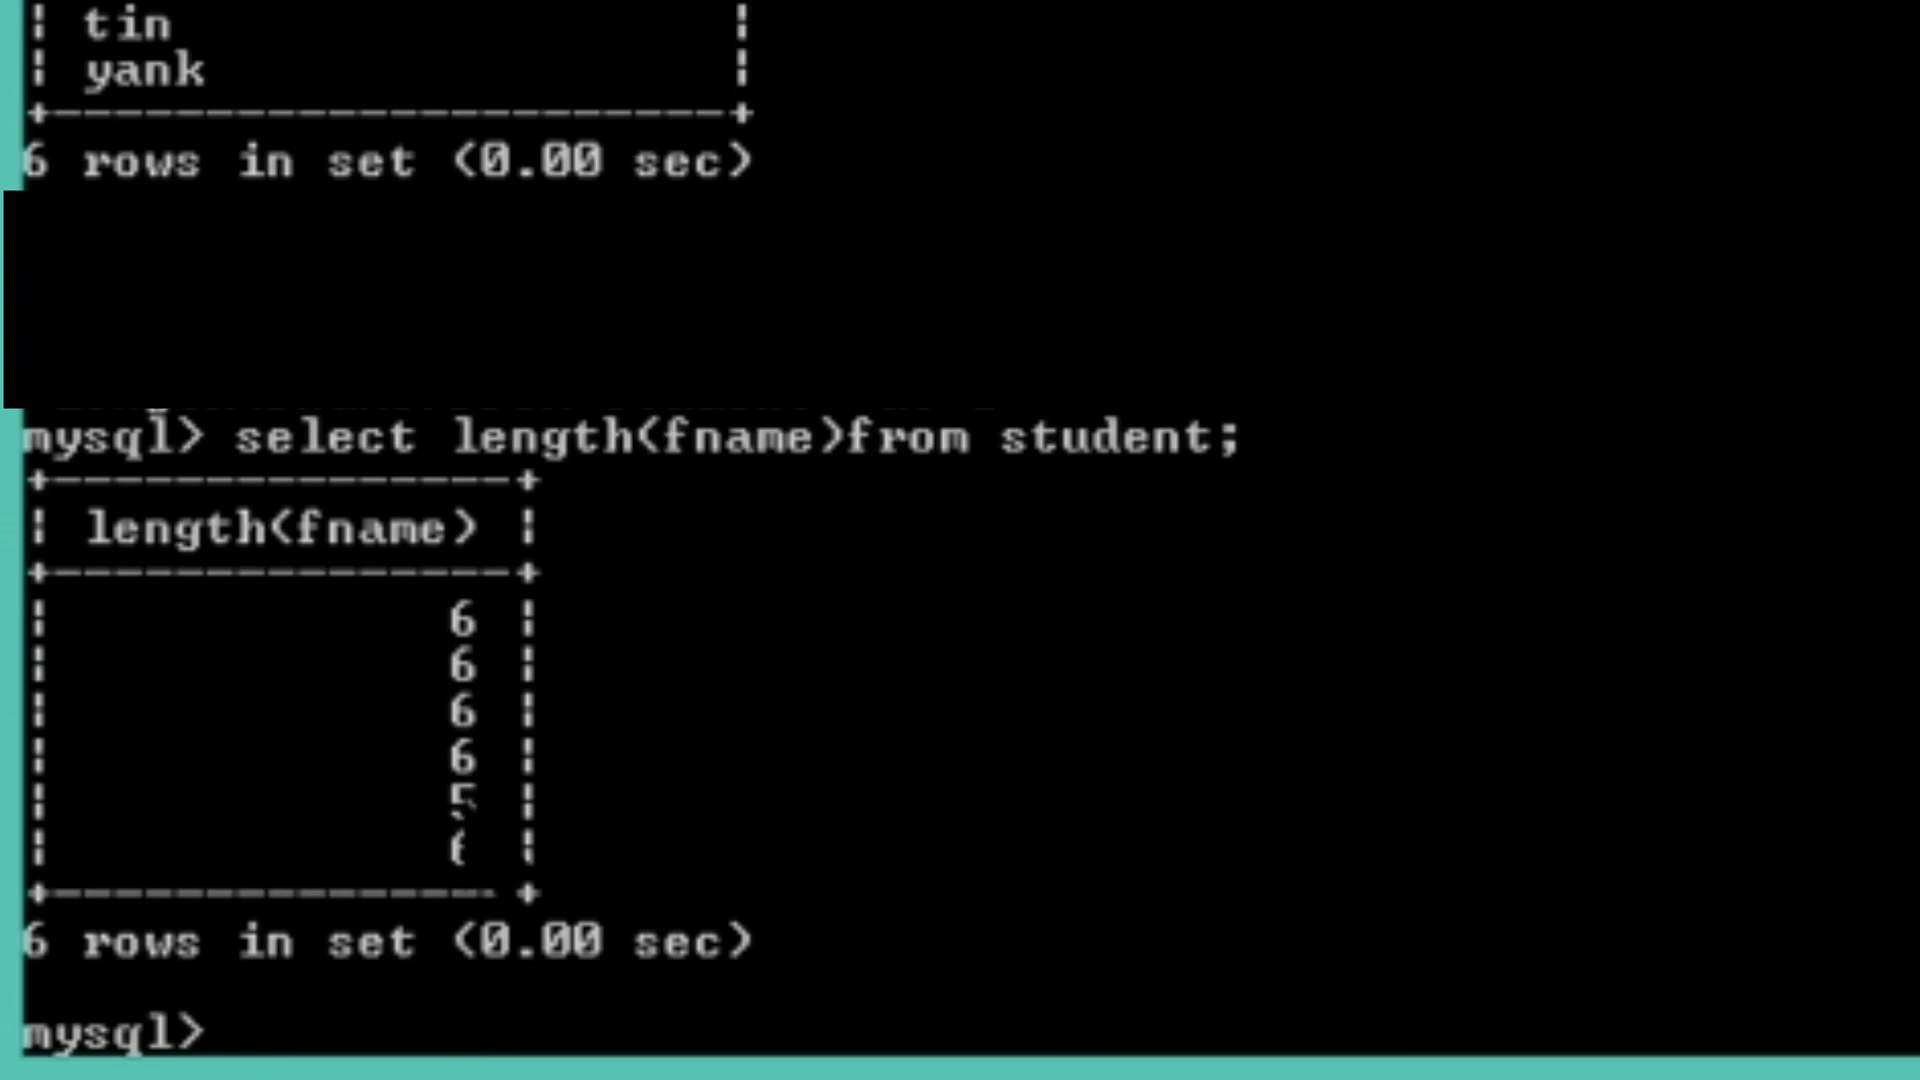 | tin |
| yank |
+-----------------------+
6 rows in set (0.00 sec)
mysql> select length(fname)from student;
+---------------+
| length(fname) |
+---------------+
| 6 |
| 6 |
| 6 |
| 6 |
| 5 |
+---------------+
6 rows in set (0.00 sec)
mysql>